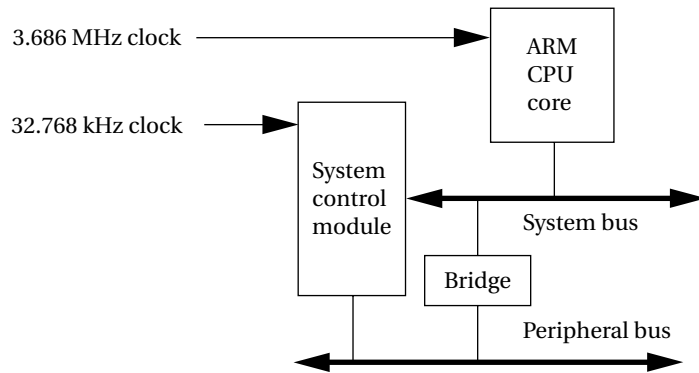 3.686 MHz clock
ARM
CPU
core
32.768 kHz clock
System
control
module
System bus
Bridge
Peripheral bus